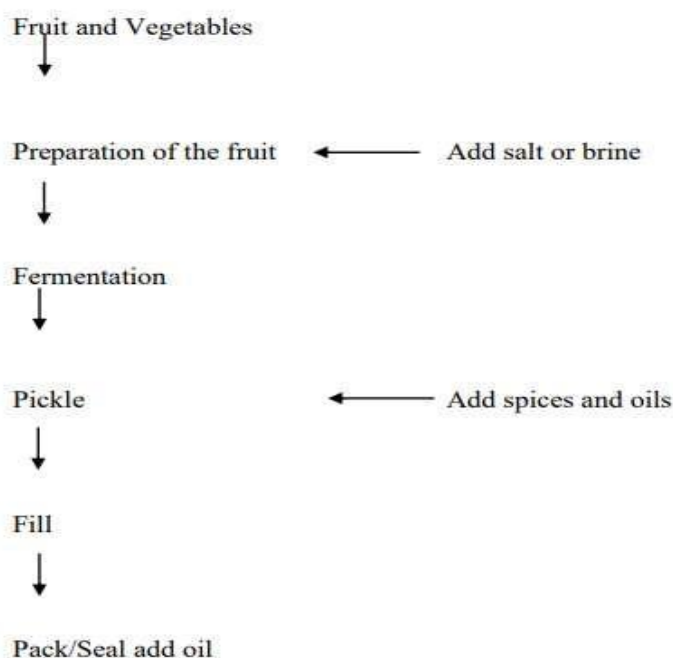 Fruit and Vegetables
Preparation of the fruit
Add salt or brine
Fermentation
Pickle
Add spices and oils
Fill
Pack/Seal add oil